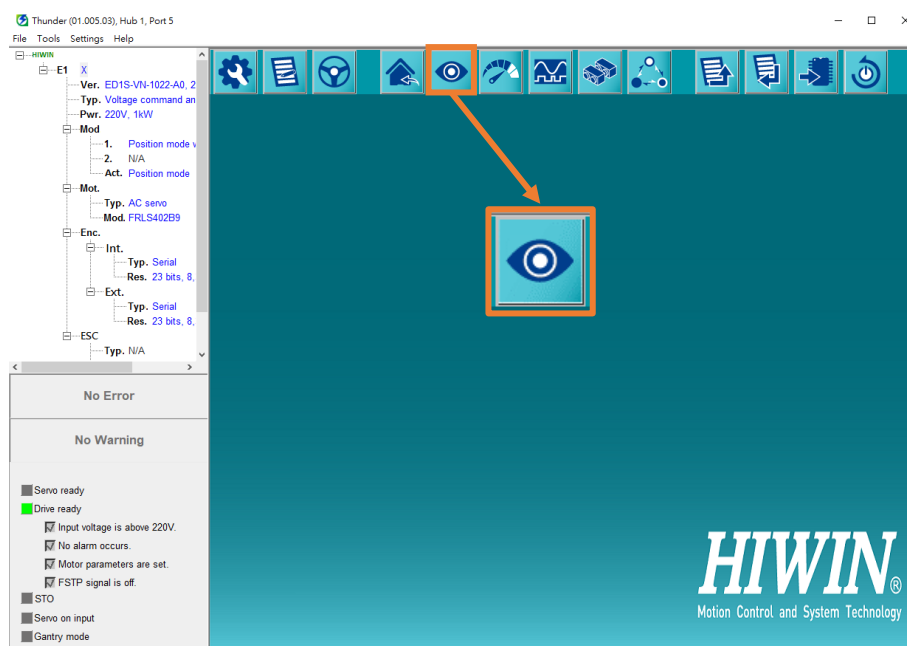 Thunder (01.005.03), Hub 1, Port 5
File Tools Settings Help
HIWIN
E1 X
Ver. ED1S-VN-1022-A0, 2
Typ. Voltage command an
Pwr. 220V, 1kW
Mod
1. Position mode v
2. N/A
Act. Position mode
Mot.
Typ. AC servo
Mod. FRLS402B9
Enc.
Int.
Typ. Serial
Res. 23 bits, 8,
Ext.
Typ. Serial
Res. 23 bits, 8,
ESC
Typ. N/A
No Error
No Warning
Servo ready
Drive ready
Input voltage is above 220V.
No alarm occurs.
Motor parameters are set.
FSTP signal is off.
STO
Servo on input
Gantry mode
HIWIN®
Motion Control and System Technology